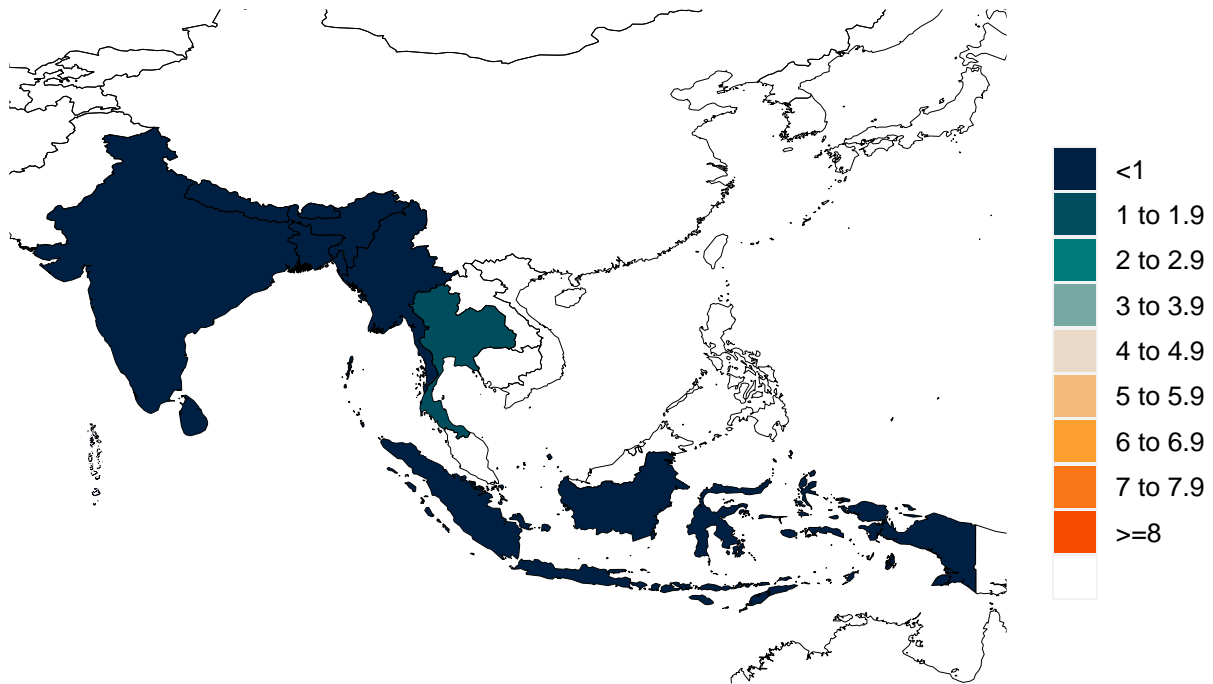 <1
1 to 1.9
2 to 2.9
3 to 3.9
4 to 4.9
5 to 5.9
6 to 6.9
7 to 7.9
>=8